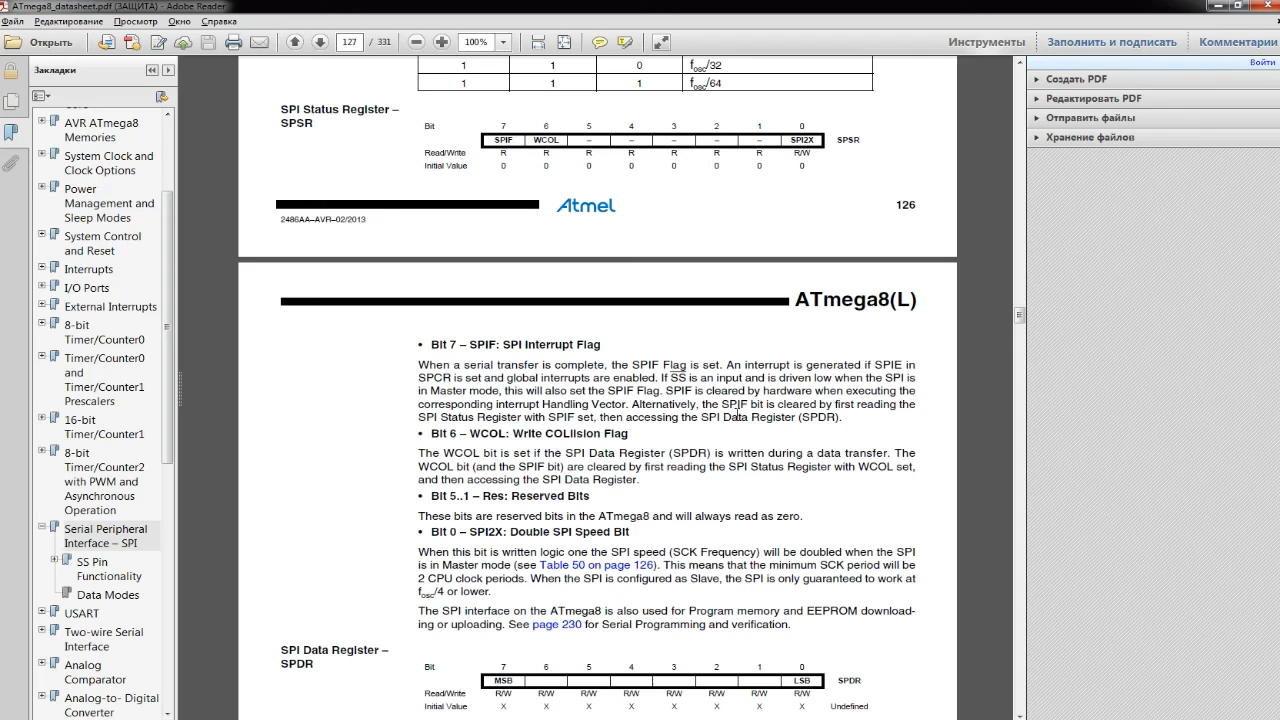 ATmega8_datasheet.pdf (ЗАЩИТА) - Adobe Reader
Файл Редактирование Просмотр Окно Справка
Открыть 127 / 331 100% Инструменты Заполнить и подписать Комментарии
Войти
Закладки
AVR ATmega8
Memories
System Clock and
Clock Options
Power
Management and
Sleep Modes
System Control
and Reset
Interrupts
I/O Ports
External Interrupts
8-bit
Timer/Counter0
Timer/Counter0
and
Timer/Counter1
Prescalers
16-bit
Timer/Counter1
8-bit
Timer/Counter2
with PWM and
Asynchronous
Operation
Serial Peripheral
Interface – SPI
SS Pin
Functionality
Data Modes
USART
Two-wire Serial
Interface
Analog
Comparator
Analog-to- Digital
Converter
1 1 0 fosc/32
1 1 1 fosc/64
SPI Status Register –
SPSR
Bit 7 6 5 4 3 2 1 0
SPIF WCOL – – – – – SPI2X SPSR
Read/Write R R R R R R R R/W
Initial Value 0 0 0 0 0 0 0 0
Atmel 126
2486AA–AVR–02/2013
ATmega8(L)
• Bit 7 – SPIF: SPI Interrupt Flag
When a serial transfer is complete, the SPIF Flag is set. An interrupt is generated if SPIE in
SPCR is set and global interrupts are enabled. If SS is an input and is driven low when the SPI is
in Master mode, this will also set the SPIF Flag. SPIF is cleared by hardware when executing the
corresponding interrupt Handling Vector. Alternatively, the SPIF bit is cleared by first reading the
SPI Status Register with SPIF set, then accessing the SPI Data Register (SPDR).
• Bit 6 – WCOL: Write COLlision Flag
The WCOL bit is set if the SPI Data Register (SPDR) is written during a data transfer. The
WCOL bit (and the SPIF bit) are cleared by first reading the SPI Status Register with WCOL set,
and then accessing the SPI Data Register.
• Bit 5..1 – Res: Reserved Bits
These bits are reserved bits in the ATmega8 and will always read as zero.
• Bit 0 – SPI2X: Double SPI Speed Bit
When this bit is written logic one the SPI speed (SCK Frequency) will be doubled when the SPI
is in Master mode (see Table 50 on page 126). This means that the minimum SCK period will be
2 CPU clock periods. When the SPI is configured as Slave, the SPI is only guaranteed to work at
fosc/4 or lower.
The SPI interface on the ATmega8 is also used for Program memory and EEPROM download-
ing or uploading. See page 230 for Serial Programming and verification.
SPI Data Register –
SPDR
Bit 7 6 5 4 3 2 1 0
MSB LSB SPDR
Read/Write R/W R/W R/W R/W R/W R/W R/W R/W
Initial Value X X X X X X X X Undefined
Создать PDF
Редактировать PDF
Отправить файлы
Хранение файлов